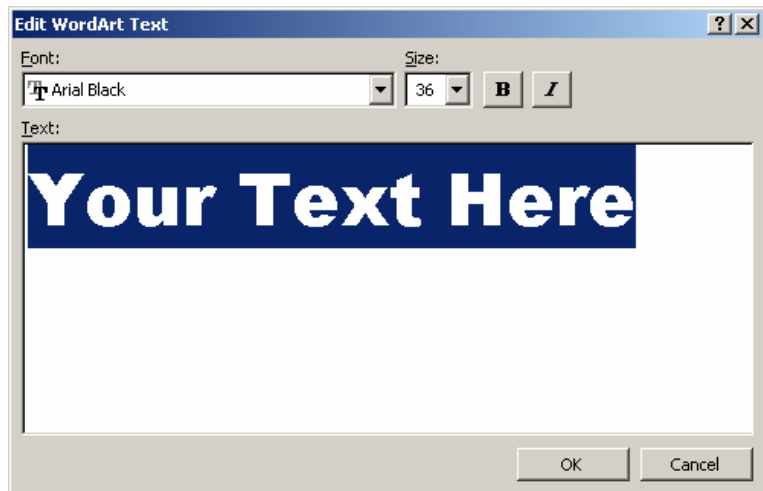 Edit WordArt Text
Font: Size:
Arial Black 36 B I
Text:
Your Text Here
OK Cancel